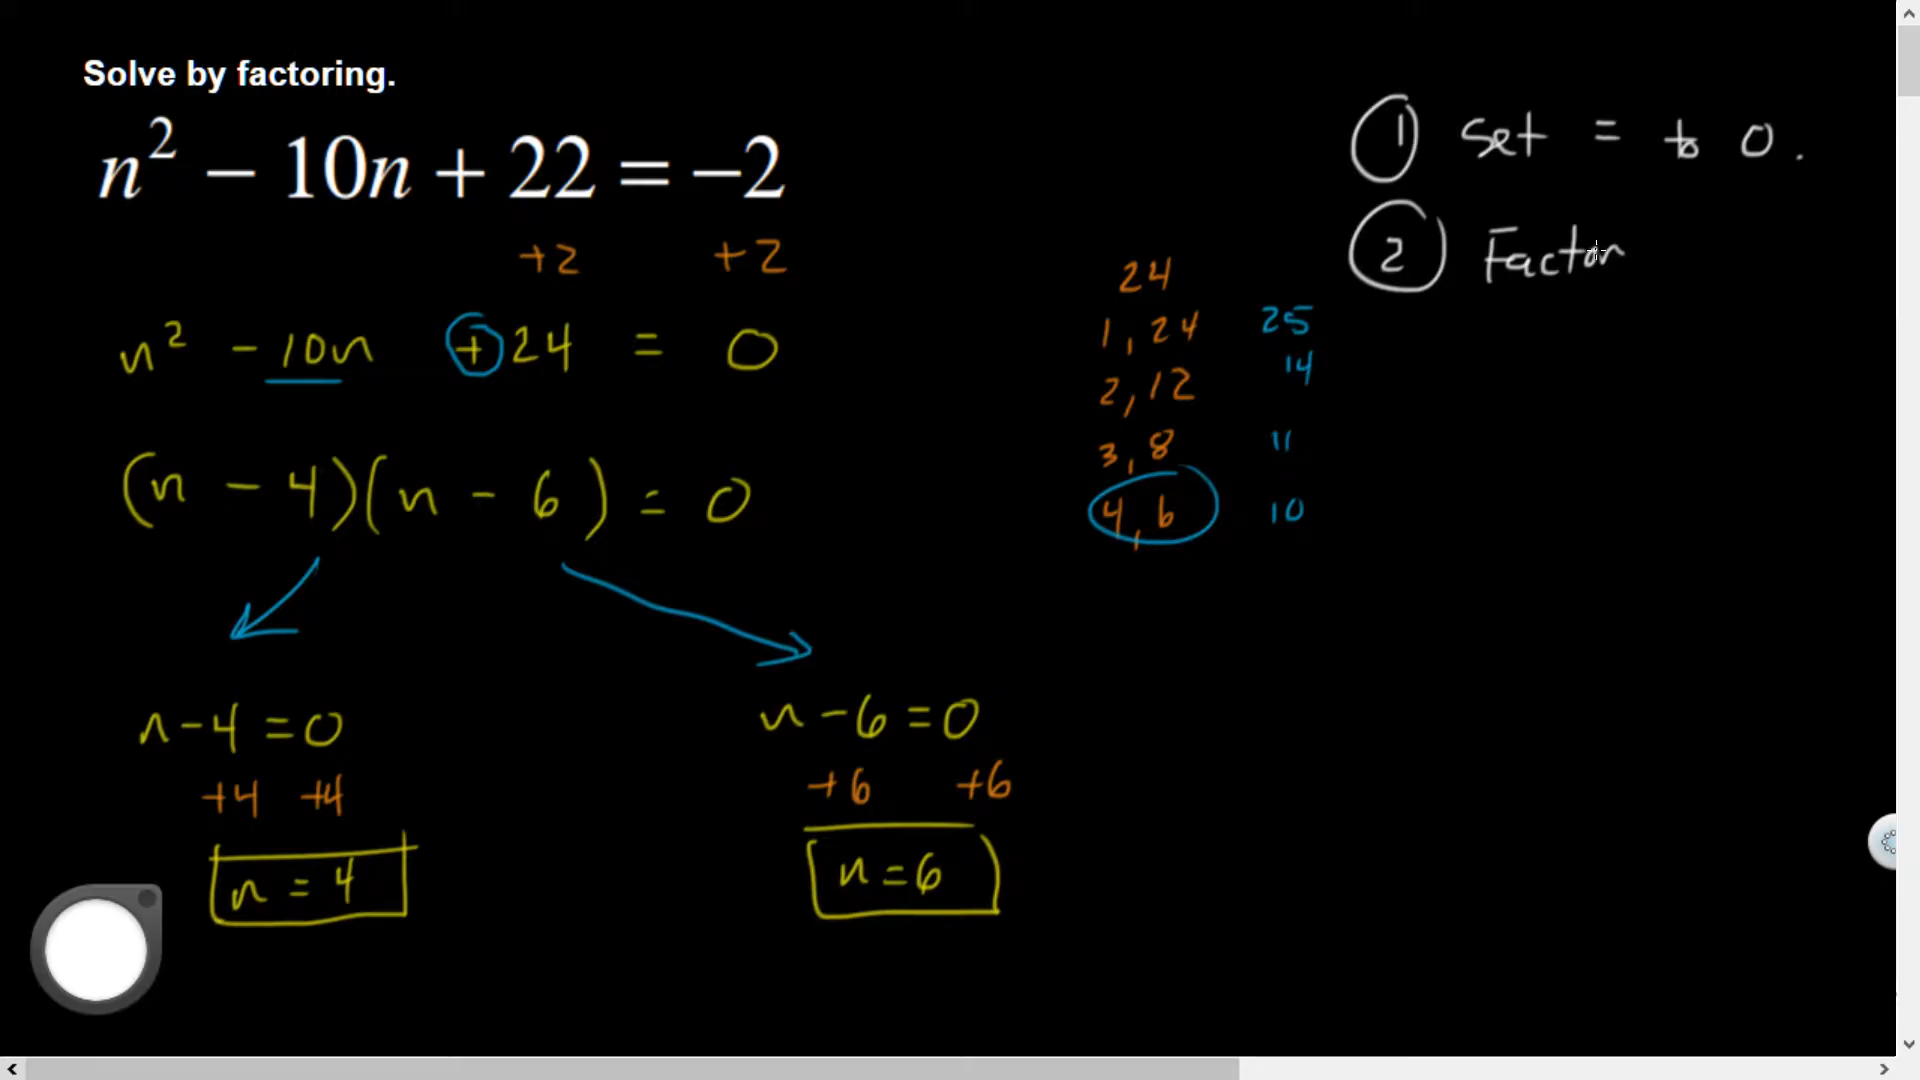 Solve by factoring.
n² − 10n + 22 = −2
+2 +2
n² − 10n + 24 = 0
(n − 4)(n − 6) = 0
n − 4 = 0
+4 +4
n = 4
n − 6 = 0
+6 +6
n = 6
24
1, 24 25
2, 12 14
3, 8 11
4, 6 10
1 Set = to 0.
2 Factor